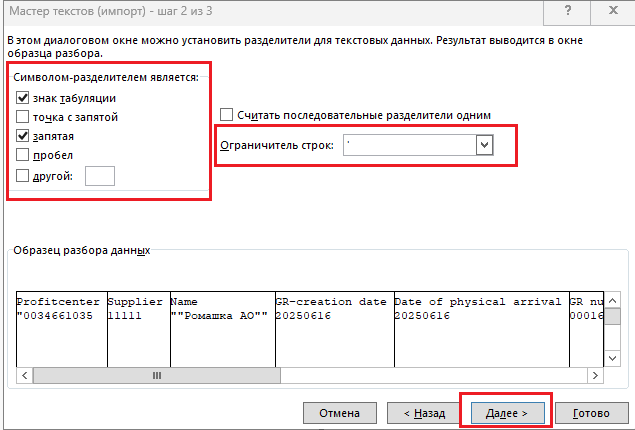 Мастер текстов (импорт) - шаг 2 из 3
? ×
В этом диалоговом окне можно установить разделители для текстовых данных. Результат выводится в окне
образца разбора.
Символом-разделителем является:
знак табуляции
точка с запятой
запятая
пробел
другой:
Считать последовательные разделители одним
Ограничитель строк: '
Образец разбора данных
Profitcenter Supplier Name GR-creation date Date of physical arrival GR nu
"0034661035 11111 ""Ромашка АО"" 20250616 20250616 00016
Отмена < Назад Далее > Готово